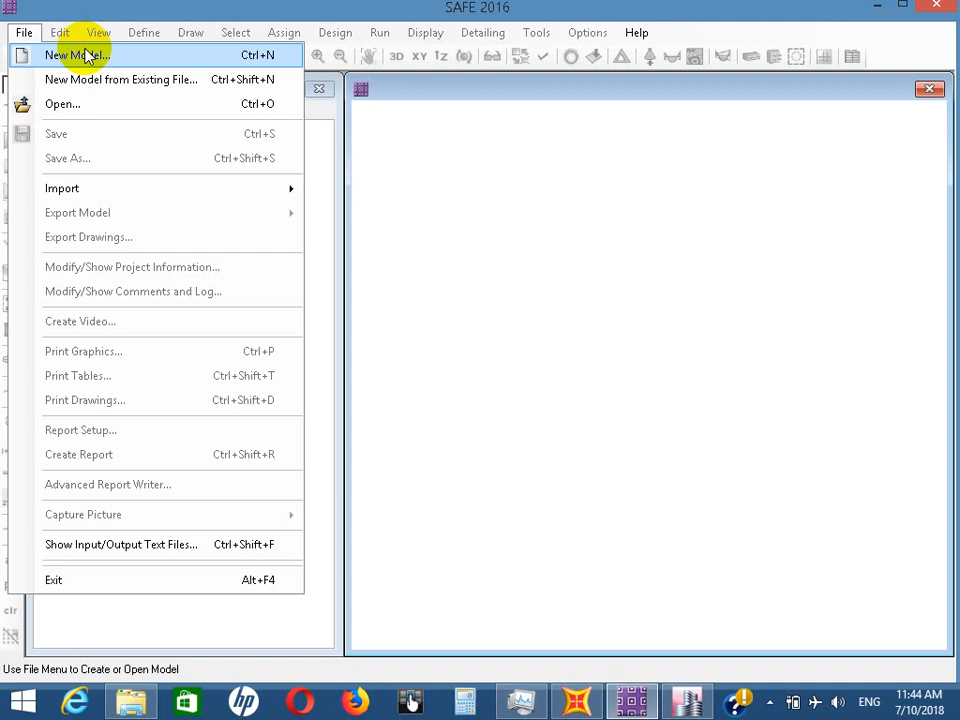 SAFE 2016
File Edit View Define Draw Select Assign Design Run Display Detailing Tools Options Help
New Model... Ctrl+N
3D XY
New Model from Existing File... Ctrl+Shift+N
Open... Ctrl+O
Save Ctrl+S
Save As... Ctrl+Shift+S
Import
Export Model
Export Drawings...
Modify/Show Project Information...
Modify/Show Comments and Log...
Create Video...
Print Graphics... Ctrl+P
Print Tables... Ctrl+Shift+T
Print Drawings... Ctrl+Shift+D
Report Setup...
Create Report Ctrl+Shift+R
Advanced Report Writer...
Capture Picture
Show Input/Output Text Files... Ctrl+Shift+F
Exit Alt+F4
clr
Use File Menu to Create or Open Model
hp
ENG
11:44 AM
7/10/2018